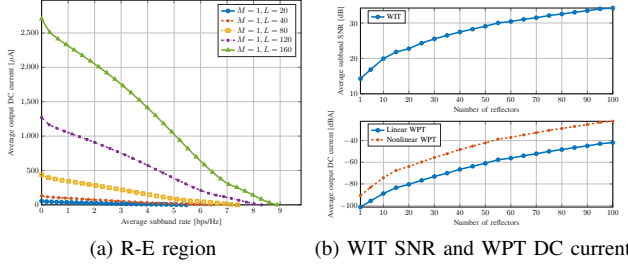 Average output DC current [μA]
2,500
2,000
1,500
1,000
500
0
M = 1, L = 20
M = 1, L = 40
M = 1, L = 80
M = 1, L = 120
M = 1, L = 160
0 1 2 3 4 5 6 7 8 9
Average subband rate [bps/Hz]
(a) R-E region
Average subband SNR [dB]
30
20
10
WIT
1 10 20 30 40 50 60 70 80 90 100
Number of reflectors
Average output DC current [dBA]
−40
−60
−80
−100
Linear WPT
Nonlinear WPT
1 10 20 30 40 50 60 70 80 90 100
Number of reflectors
(b) WIT SNR and WPT DC current